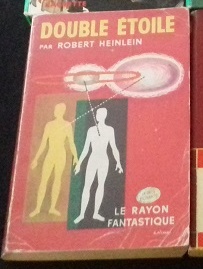 DOUBLE ÉTOILE
PAR ROBERT HEINLEIN
LE RAYON
FANTASTIQUE